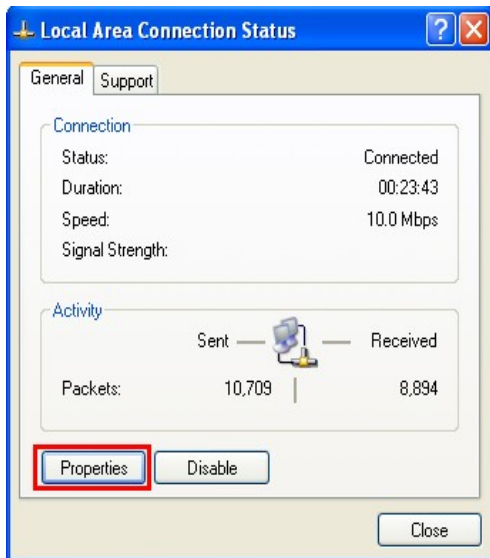 Local Area Connection Status
General Support
Connection
Status: Connected
Duration: 00:23:43
Speed: 10.0 Mbps
Signal Strength:
Activity
Sent Received
Packets: 10,709 8,894
Properties Disable
Close